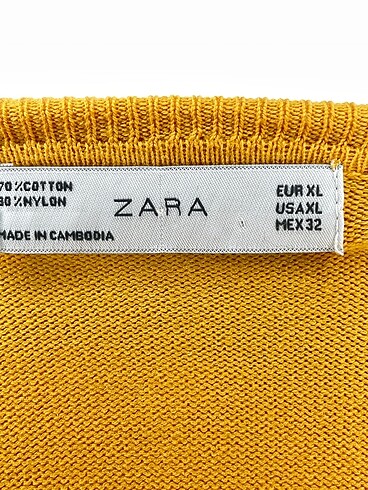 70%COTTON
30%NYLON
MADE IN CAMBODIA
ZARA
EUR XL
USA XL
MEX 32